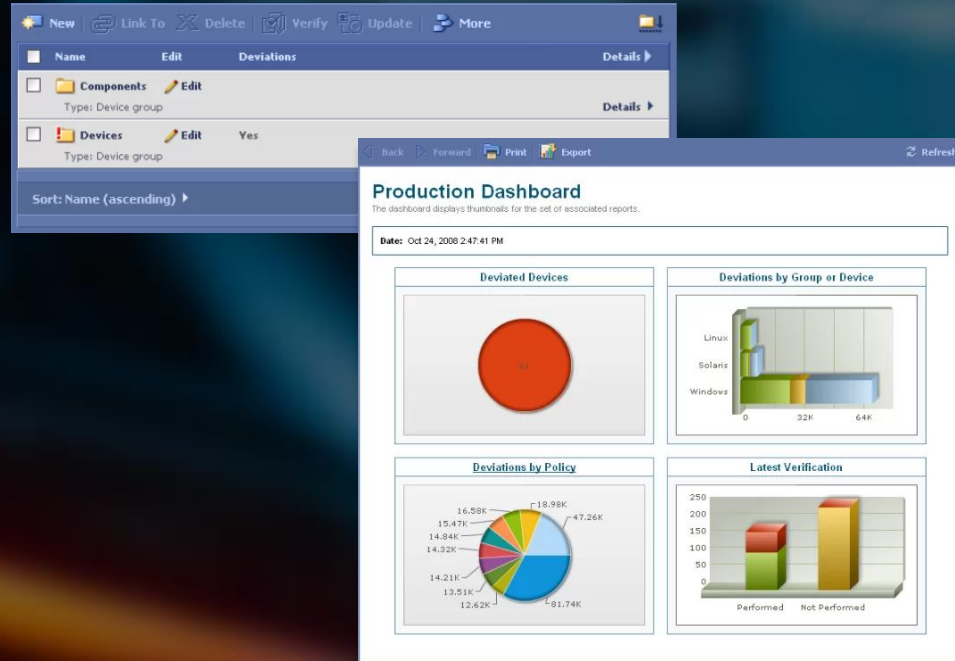 New Link To Delete Verify Update More
Name Edit Deviations Details
Components Edit
Type: Device group Details
Devices Edit Yes
Type: Device group
Sort: Name (ascending)
Back Forward Print Export Refresh
Production Dashboard
The dashboard displays thumbnails for the set of associated reports.
Date: Oct 24, 2008 2:47:41 PM
Deviated Devices
Deviations by Group or Device
Linux
Solaris
Windows
0 32K 64K
Deviations by Policy
18.98K
16.58K
47.26K
15.47K
14.84K
14.32K
14.21K
13.51K
12.62K
81.74K
Latest Verification
250
200
150
100
50
0
Performed Not Performed